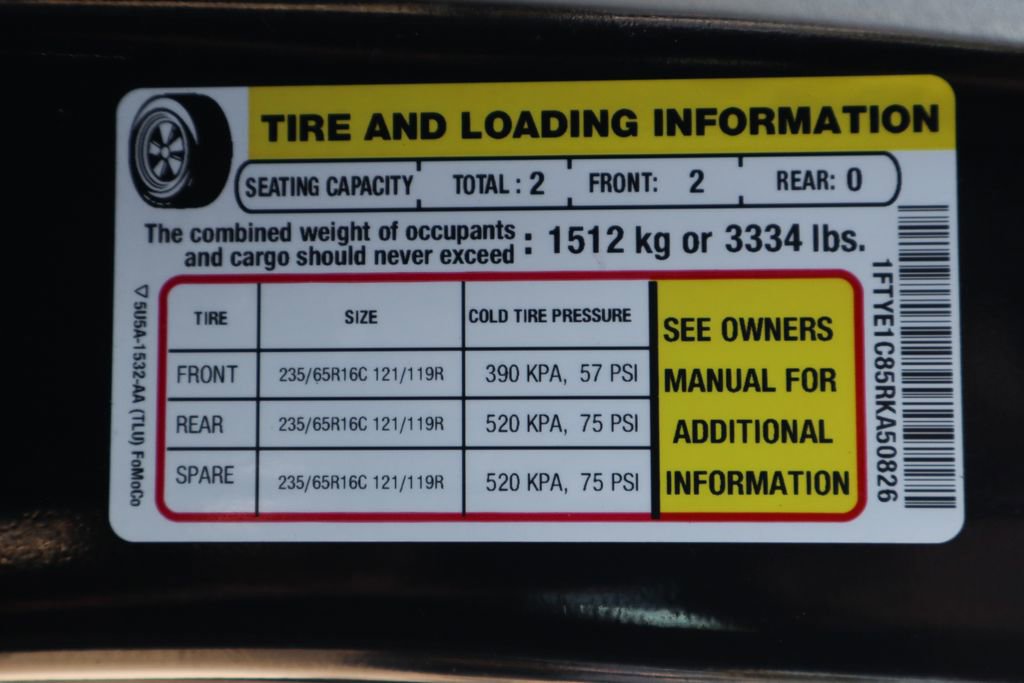 TIRE AND LOADING INFORMATION
SEATING CAPACITY TOTAL : 2 FRONT: 2 REAR: 0
The combined weight of occupants
and cargo should never exceed : 1512 kg or 3334 lbs.
TIRE SIZE COLD TIRE PRESSURE
FRONT 235/65R16C 121/119R 390 KPA, 57 PSI
REAR 235/65R16C 121/119R 520 KPA, 75 PSI
SPARE 235/65R16C 121/119R 520 KPA, 75 PSI
SEE OWNERS
MANUAL FOR
ADDITIONAL
INFORMATION
5U5A-1532-AA (TLU) FoMoCo
1FTYE1C85RKA50826